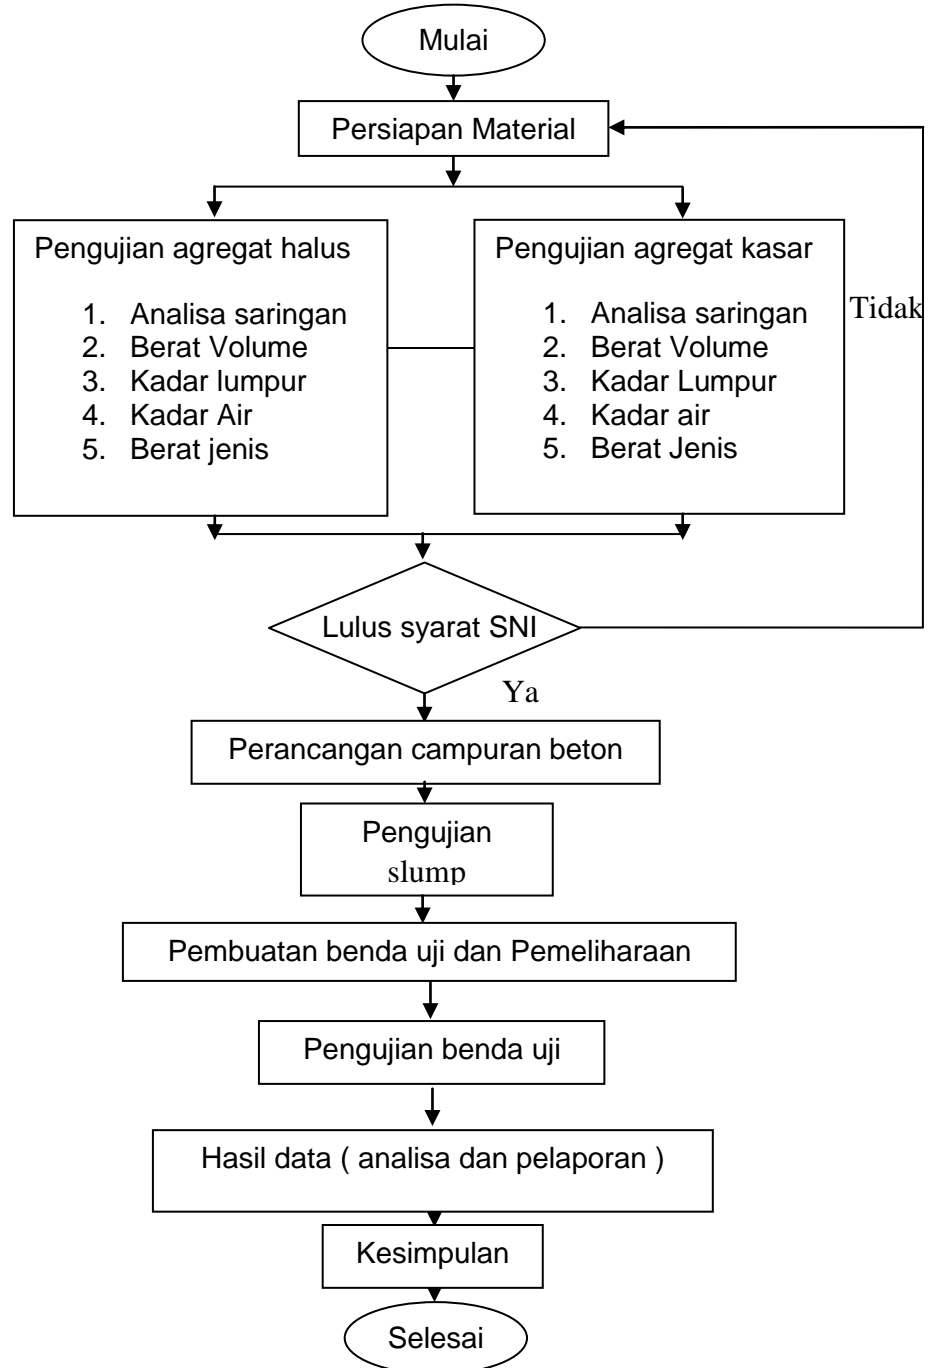 Mulai
Persiapan Material
Pengujian agregat halus
1. Analisa saringan
2. Berat Volume
3. Kadar lumpur
4. Kadar Air
5. Berat jenis
Pengujian agregat kasar
1. Analisa saringan
2. Berat Volume
3. Kadar Lumpur
4. Kadar air
5. Berat Jenis
Tidak
Lulus syarat SNI
Ya
Perancangan campuran beton
Pengujian
slump
Pembuatan benda uji dan Pemeliharaan
Pengujian benda uji
Hasil data ( analisa dan pelaporan )
Kesimpulan
Selesai